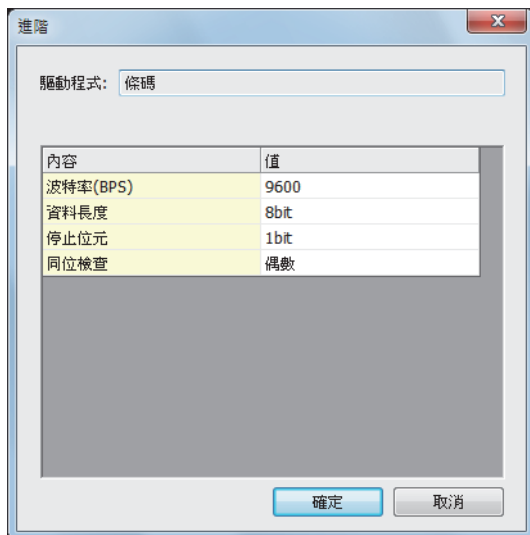 進階
驅動程式: 條碼
內容 值
波特率(BPS) 9600
資料長度 8bit
停止位元 1bit
同位檢查 偶數
確定 取消